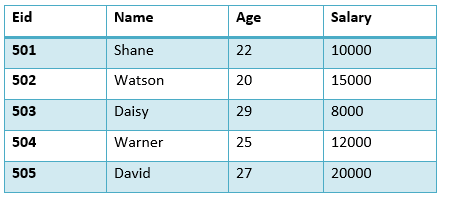 Eid Name Age Salary
501 Shane 22 10000
502 Watson 20 15000
503 Daisy 29 8000
504 Warner 25 12000
505 David 27 20000